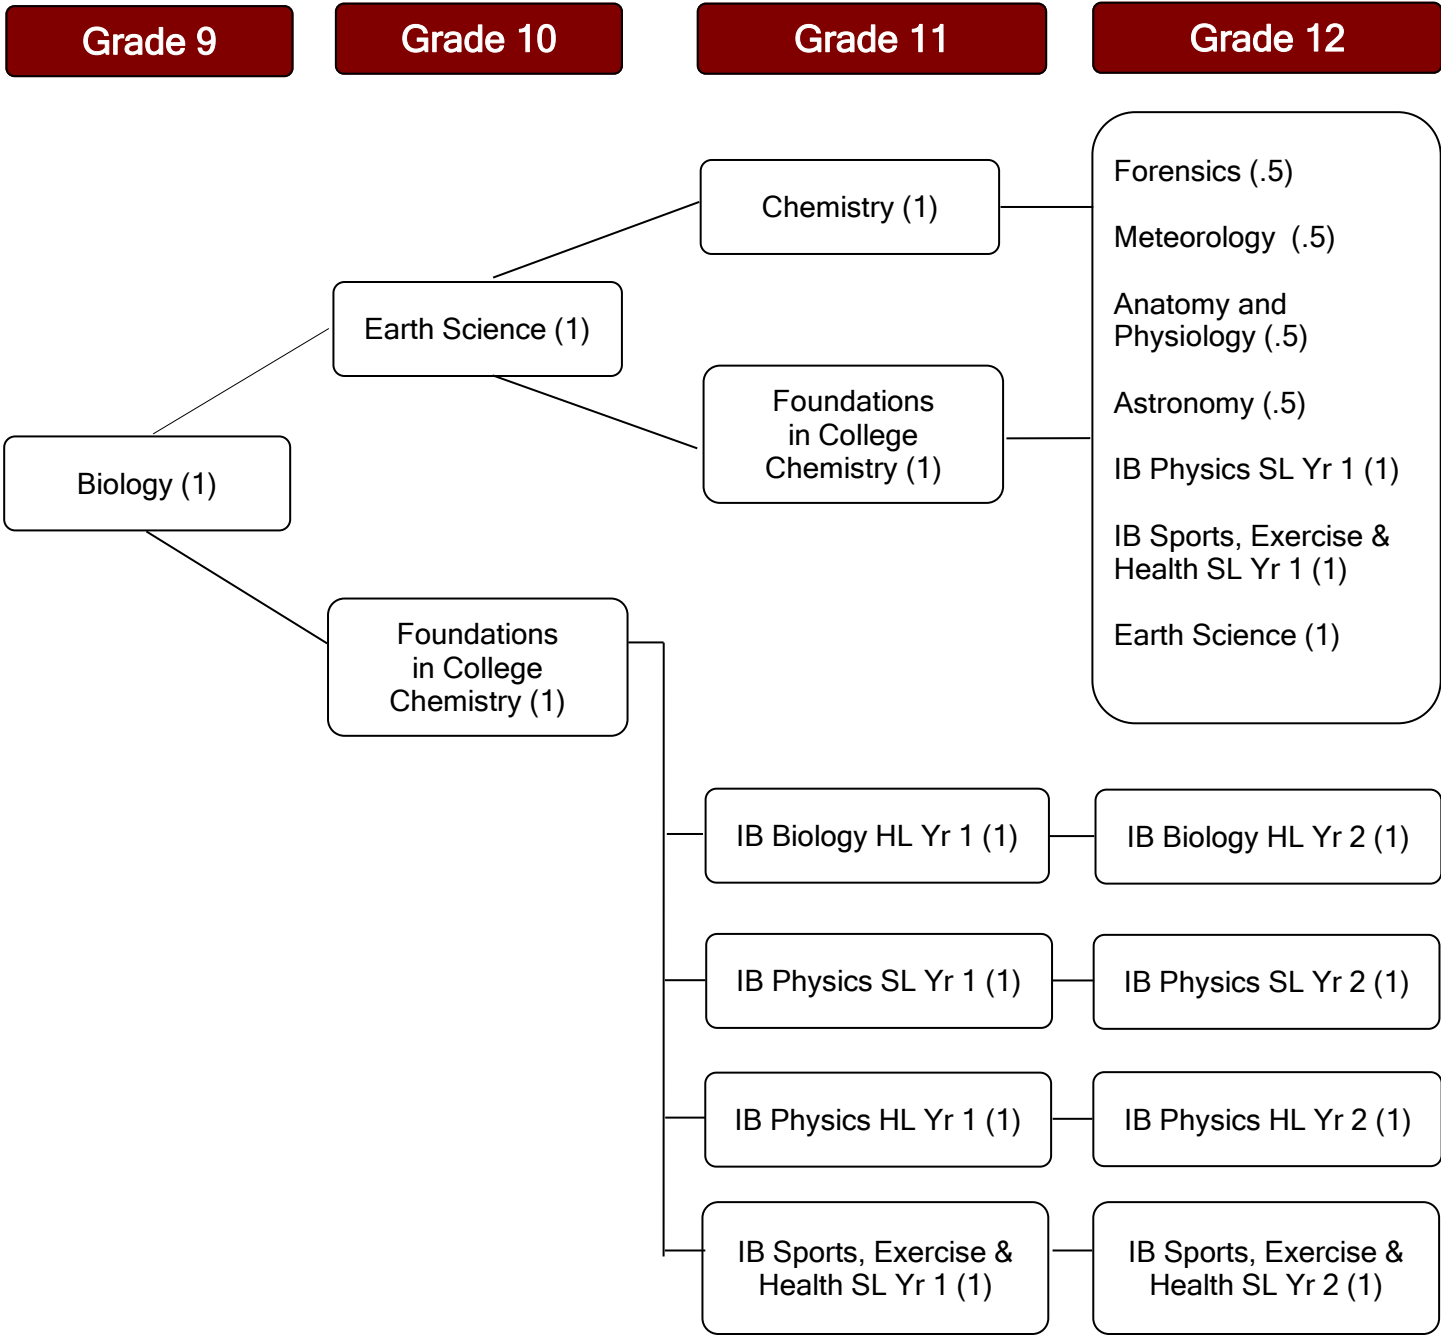 Grade 9
Grade 10
Grade 11
Grade 12
Biology (1)
Earth Science (1)
Foundations
in College
Chemistry (1)
Chemistry (1)
Foundations
in College
Chemistry (1)
Forensics (.5)
Meteorology  (.5)
Anatomy and
Physiology (.5)
Astronomy (.5)
IB Physics SL Yr 1 (1)
IB Sports, Exercise &
Health SL Yr 1 (1)
Earth Science (1)
IB Biology HL Yr 1 (1)
IB Biology HL Yr 2 (1)
IB Physics SL Yr 1 (1)
IB Physics SL Yr 2 (1)
IB Physics HL Yr 1 (1)
IB Physics HL Yr 2 (1)
IB Sports, Exercise &
Health SL Yr 1 (1)
IB Sports, Exercise &
Health SL Yr 2 (1)